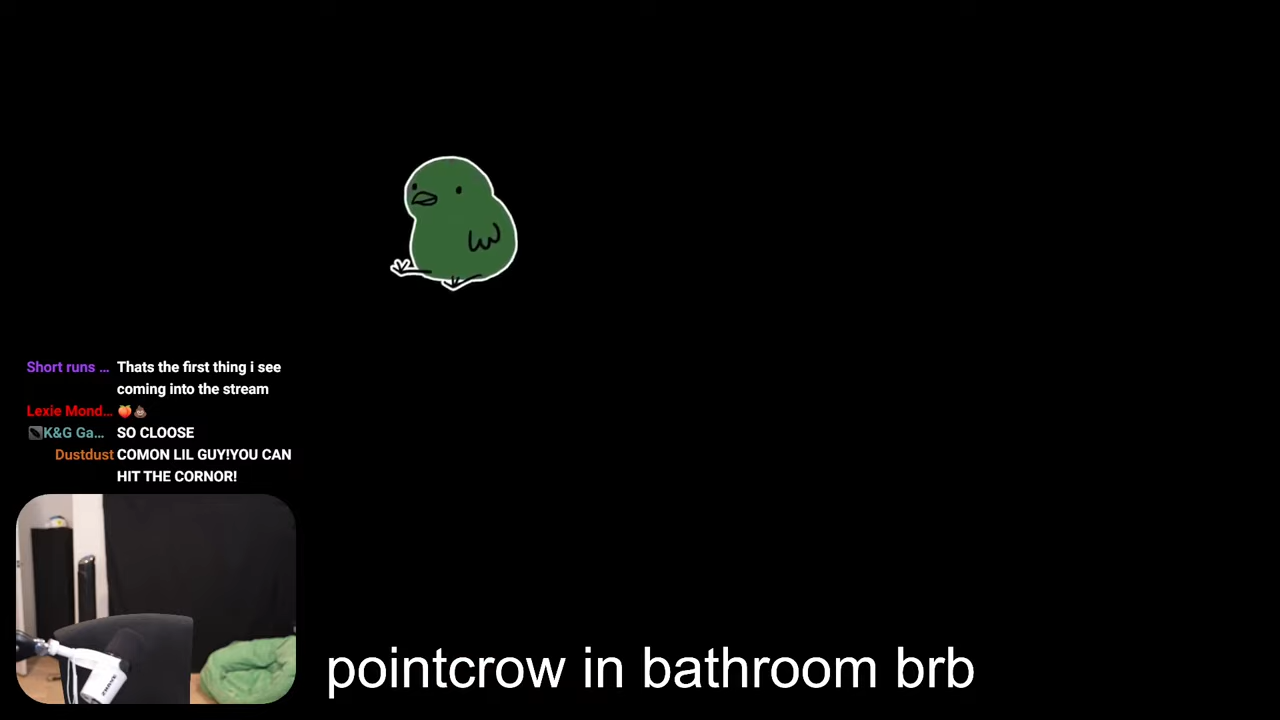 Short runs … Thats the first thing i see
coming into the stream
Lexie Mond… 🍑💩
K&G Ga… SO CLOOSE
Dustdust COMON LIL GUY!YOU CAN
HIT THE CORNOR!
pointcrow in bathroom brb